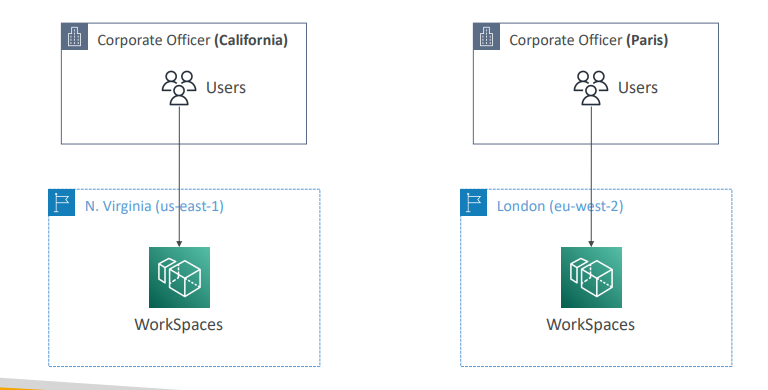 Corporate Officer (California)
Users
N. Virginia (us-east-1)
WorkSpaces
Corporate Officer (Paris)
Users
London (eu-west-2)
WorkSpaces